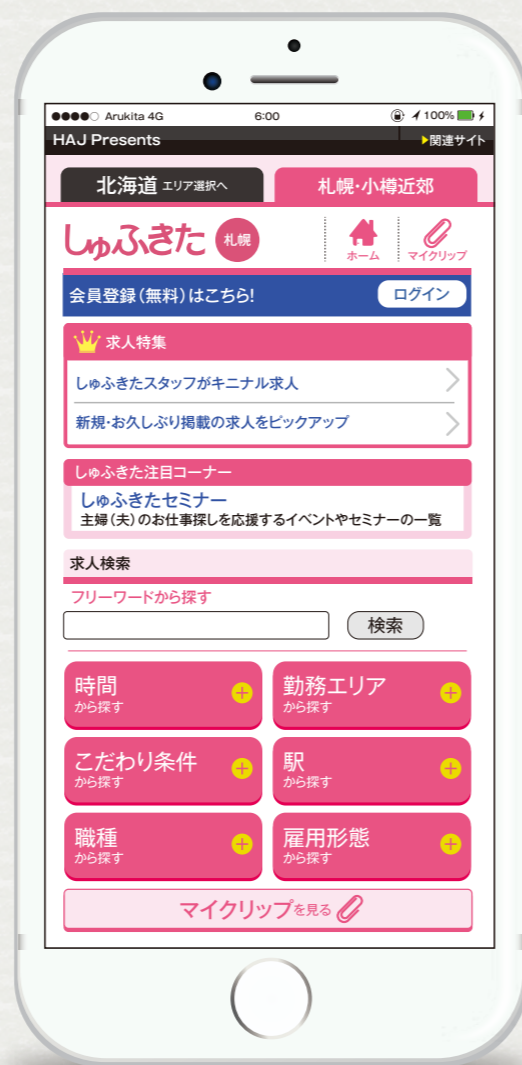 ●●●●○ Arukita 4G 6:00 100%
HAJ Presents ▶関連サイト
北海道 エリア選択へ 札幌・小樽近郊
しゅふきた 札幌 ホーム マイクリップ
会員登録(無料)はこちら! ログイン
求人特集
しゅふきたスタッフがキニナル求人
新規・お久しぶり掲載の求人をピックアップ
しゅふきた注目コーナー
しゅふきたセミナー
主婦(夫)のお仕事探しを応援するイベントやセミナーの一覧
求人検索
フリーワードから探す
検索
時間 勤務エリア
から探す から探す
こだわり条件 駅
から探す から探す
職種 雇用形態
から探す から探す
マイクリップを見る